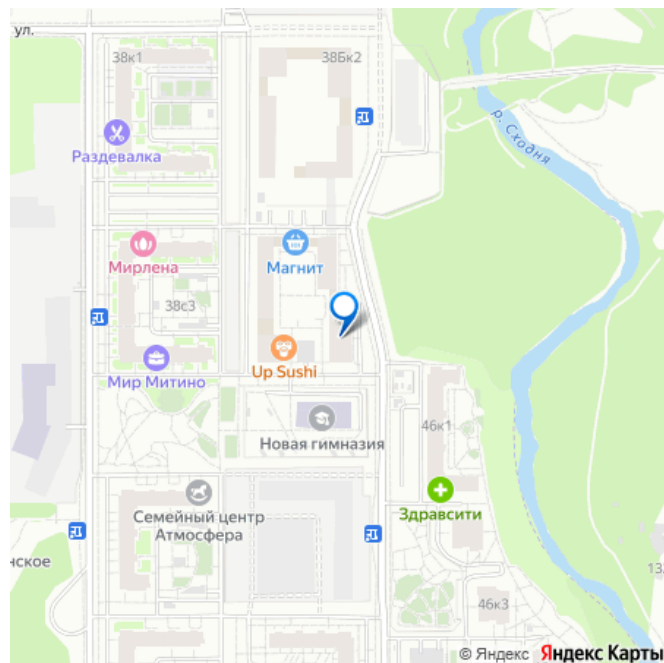 ул.
38к1
38Бк2
р. Сходня
Раздевалка
Мирлена
Магнит
38с3
Мир Митино
Up Sushi
Новая гимназия
46к1
Семейный центр
Атмосфера
Здравсити
нское
13
46к3
© Яндекс Яндекс Карты